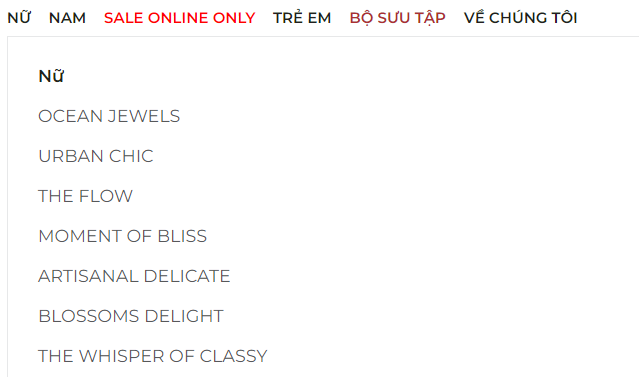 NỮ NAM SALE ONLINE ONLY TRẺ EM BỘ SƯU TẬP VỀ CHÚNG TÔI
Nữ
OCEAN JEWELS
URBAN CHIC
THE FLOW
MOMENT OF BLISS
ARTISANAL DELICATE
BLOSSOMS DELIGHT
THE WHISPER OF CLASSY